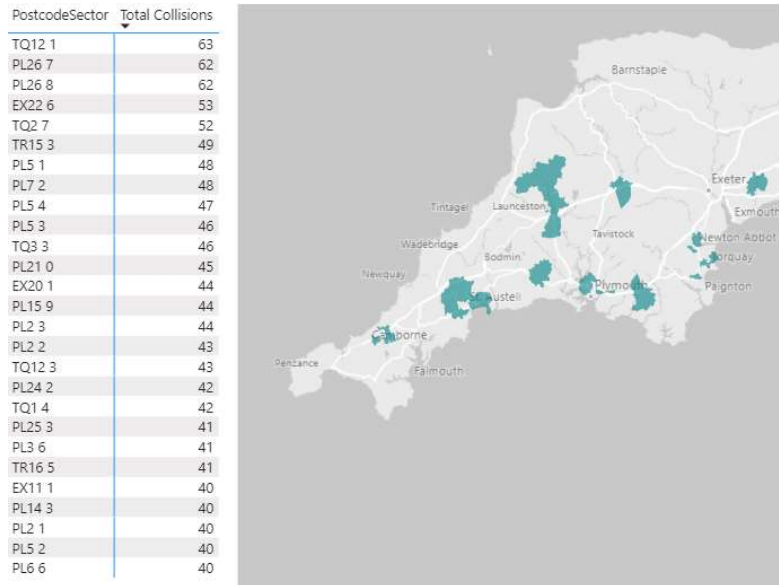 PostcodeSector Total Collisions
TQ12 1 63
PL26 7 62
PL26 8 62
EX22 6 53
TQ2 7 52
TR15 3 49
PL5 1 48
PL7 2 48
PL5 4 47
PL5 3 46
TQ3 3 46
PL21 0 45
EX20 1 44
PL15 9 44
PL2 3 44
PL2 2 43
TQ12 3 43
PL24 2 42
TQ1 4 42
PL25 3 41
PL3 6 41
TR16 5 41
EX11 1 40
PL14 3 40
PL2 1 40
PL5 2 40
PL6 6 40
Barnstaple
Exeter
Tintagel
Launceston
Exmouth
Tavistock
Newton Abbot
Wadebridge
Bodmin
Torquay
Newquay
Plymouth
Paignton
St. Austell
Camborne
Penzance
Falmouth